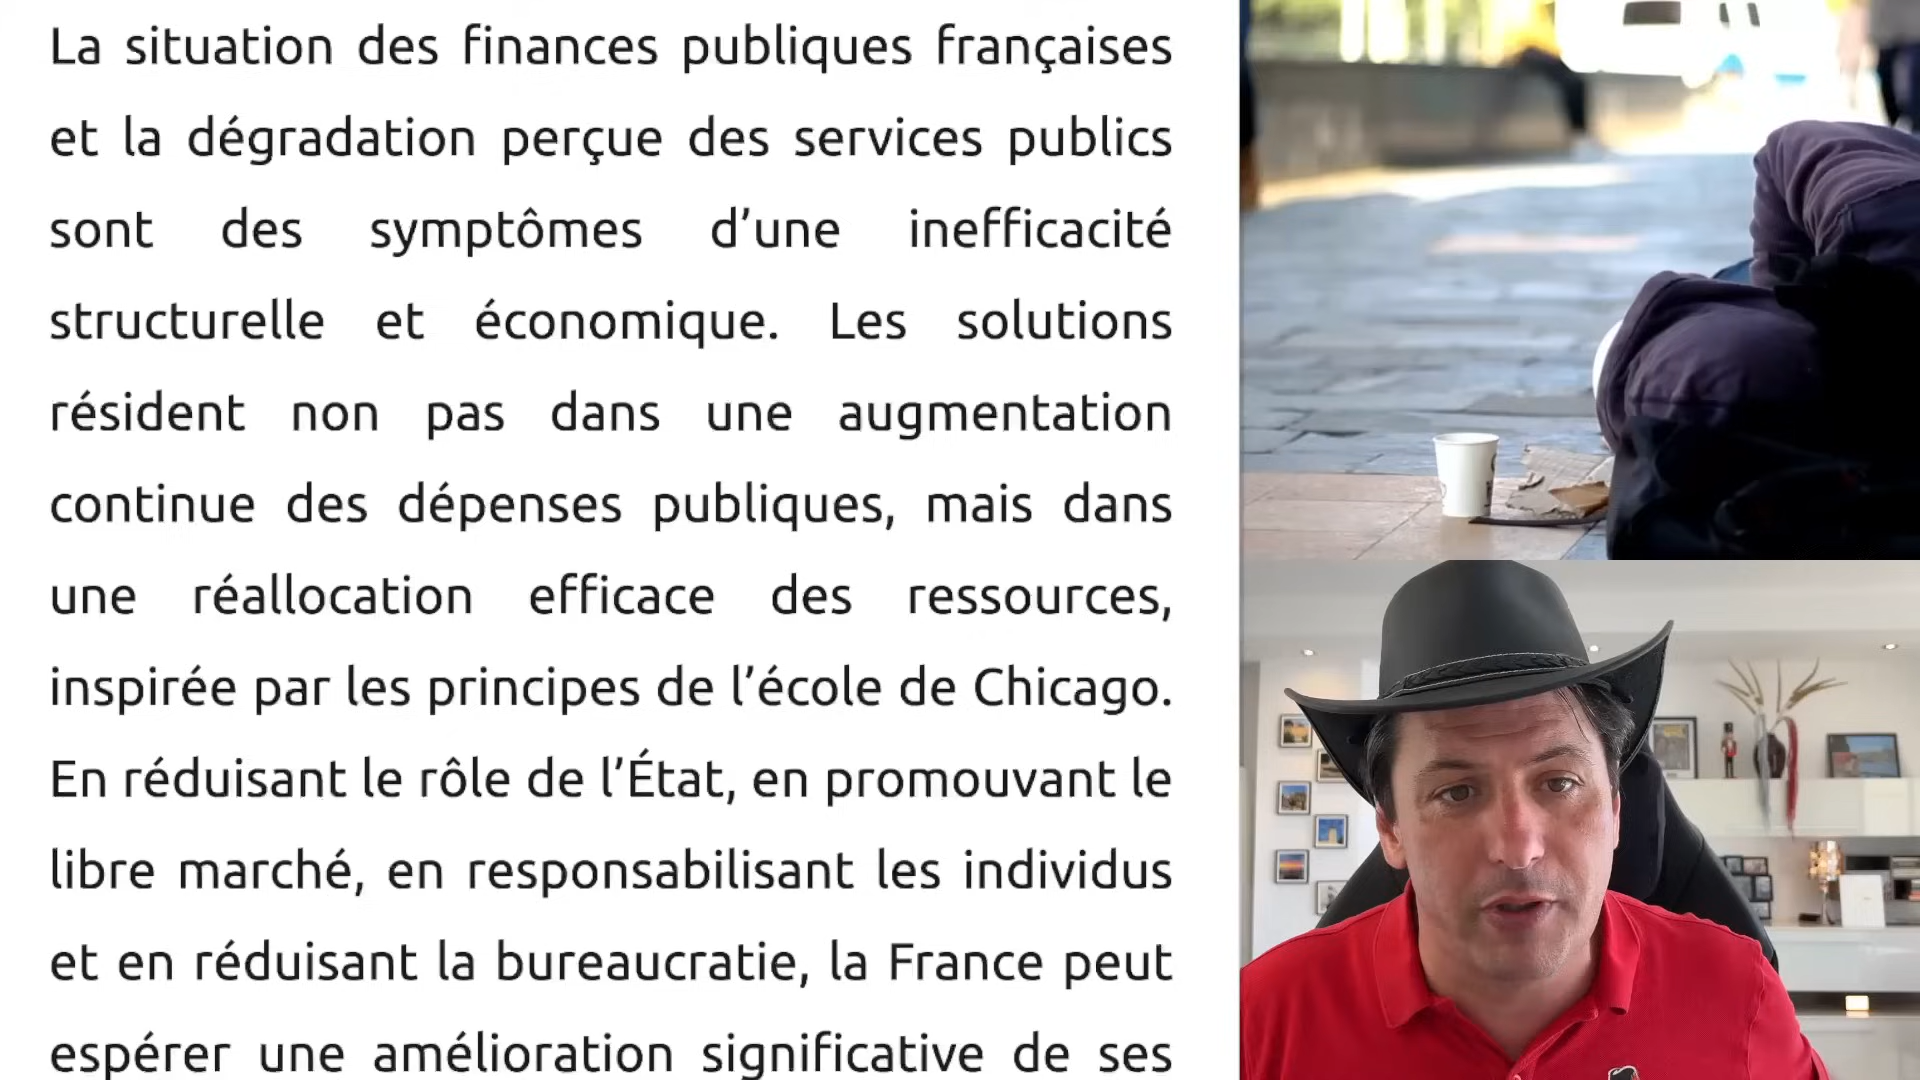 La situation des finances publiques françaises
et la dégradation perçue des services publics
sont des symptômes d’une inefficacité
structurelle et économique. Les solutions
résident non pas dans une augmentation
continue des dépenses publiques, mais dans
une réallocation efficace des ressources,
inspirée par les principes de l’école de Chicago.
En réduisant le rôle de l’État, en promouvant le
libre marché, en responsabilisant les individus
et en réduisant la bureaucratie, la France peut
espérer une amélioration significative de ses